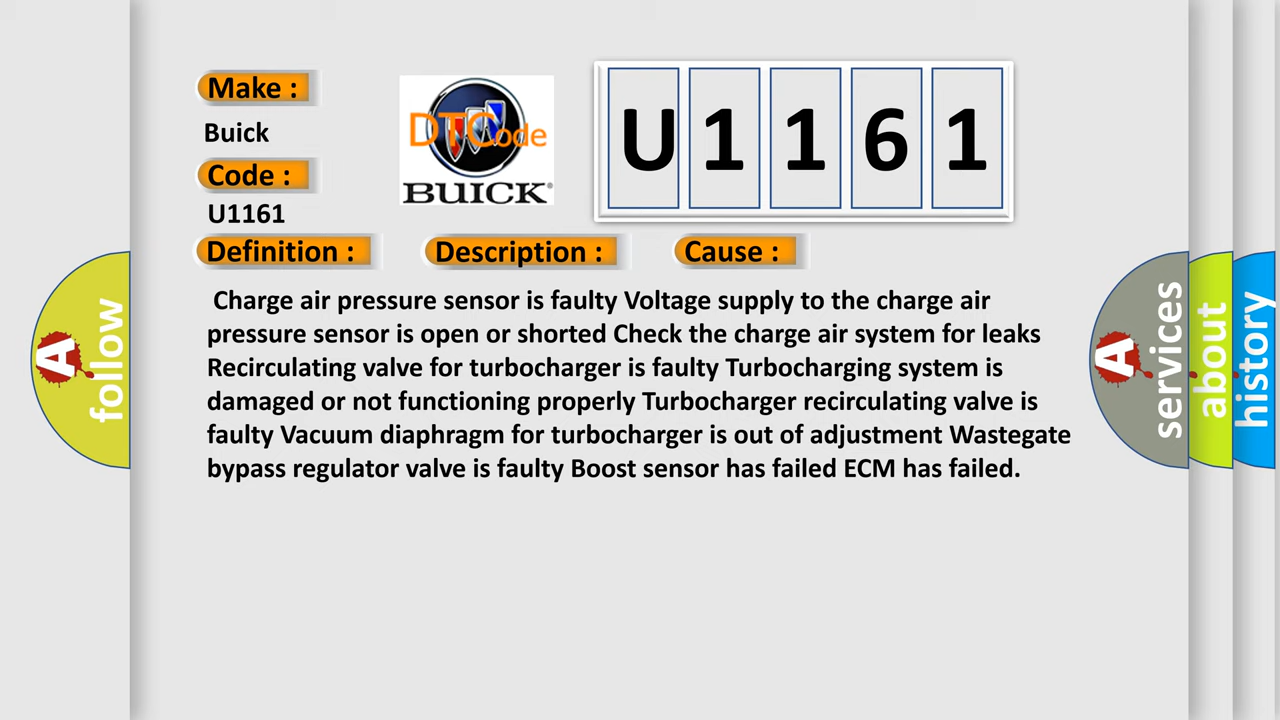 Make :
Buick
Code :
U1161
DTCode
BUICK®
U1161
Definition :
Description :
Cause :
Charge air pressure sensor is faulty Voltage supply to the charge air
pressure sensor is open or shorted Check the charge air system for leaks
Recirculating valve for turbocharger is faulty Turbocharging system is
damaged or not functioning properly Turbocharger recirculating valve is
faulty Vacuum diaphragm for turbocharger is out of adjustment Wastegate
bypass regulator valve is faulty Boost sensor has failed ECM has failed.
A
follow
A
services
about
history